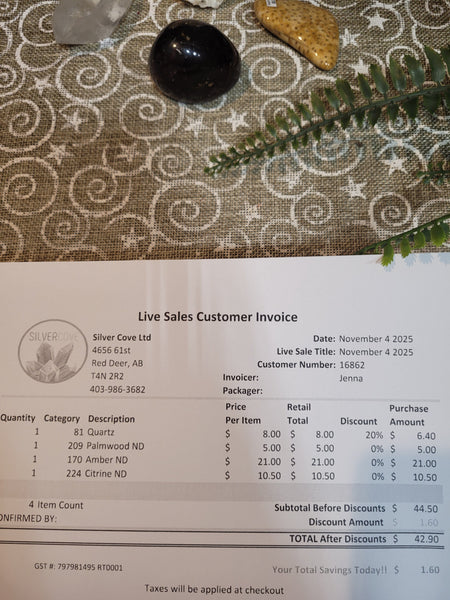 Live Sales Customer Invoice
SILVERCOVE
Silver Cove Ltd
4656 61st
Red Deer, AB
T4N 2R2
403-986-3682
Date: November 4 2025
Live Sale Title: November 4 2025
Customer Number: 16862
Invoicer: Jenna
Packager:
Quantity Category Description Price Per Item Retail Total Discount Purchase Amount
1 81 Quartz $ 8.00 $ 8.00 20% $ 6.40
1 209 Palmwood ND $ 5.00 $ 5.00 0% $ 5.00
1 170 Amber ND $ 21.00 $ 21.00 0% $ 21.00
1 224 Citrine ND $ 10.50 $ 10.50 0% $ 10.50
4 Item Count Subtotal Before Discounts $ 44.50
ONFIRMED BY: Discount Amount $ 1.60
TOTAL After Discounts $ 42.90
GST #: 797981495 RT0001 Your Total Savings Today!! $ 1.60
Taxes will be applied at checkout